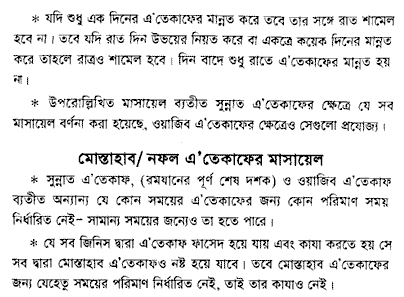 * যদি শুধু এক দিনের এ'তেকাফের মান্নত করে তবে তার সঙ্গে রাত শামেল
হবে না। তবে যদি রাত দিন উভয়ের নিয়ত করে বা একত্রে কয়েক দিনের মান্নত
করে তাহলে রাত্রও শামেল হবে। দিন বাদে শুধু রাতে এ'তেকাফের মান্নত হয়
না।
* উপরোল্লিখিত মাসায়েল ব্যতীত সুন্নাত এ'তেকাফের ক্ষেত্রে যে সব
মাসায়েল বর্ণনা করা হয়েছে, ওয়াজিব এ'তেকাফের ক্ষেত্রেও সেগুলো প্রযোজ্য।
মোস্তাহাব/ নফল এ'তেকাফের মাসায়েল
* সুন্নাত এ'তেকাফ, (রমযানের পূর্ণ শেষ দশক) ও ওয়াজিব এ'তেকাফ
ব্যতীত অন্যান্য যে কোন সময়ের এ'তেকাফের জন্য কোন পরিমাণ সময়
নির্ধারিত নেই- সামান্য সময়ের জন্যেও তা হতে পারে।
* যে সব জিনিস দ্বারা এ'তেকাফ ফাসেদ হয়ে যায় এবং কাযা করতে হয় সে
সব দ্বারা মোস্তাহাব এ'তেকাফও নষ্ট হয়ে যাবে। তবে মোস্তাহাব এ'তেকাফের
জন্য যেহেতু সময়ের পরিমাণ নির্ধারিত নেই, তাই তার কাযাও নেই।